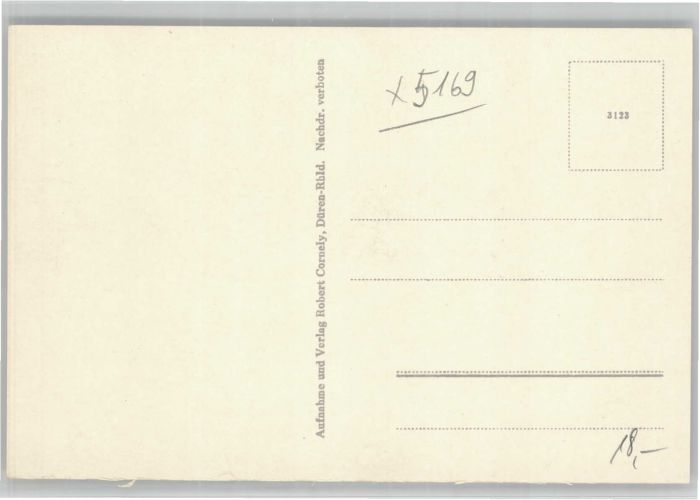 Aufnahme und Verlag Robert Cornely, Düren-Rhld. Nachdr. verboten
x 5169
3123
18,-